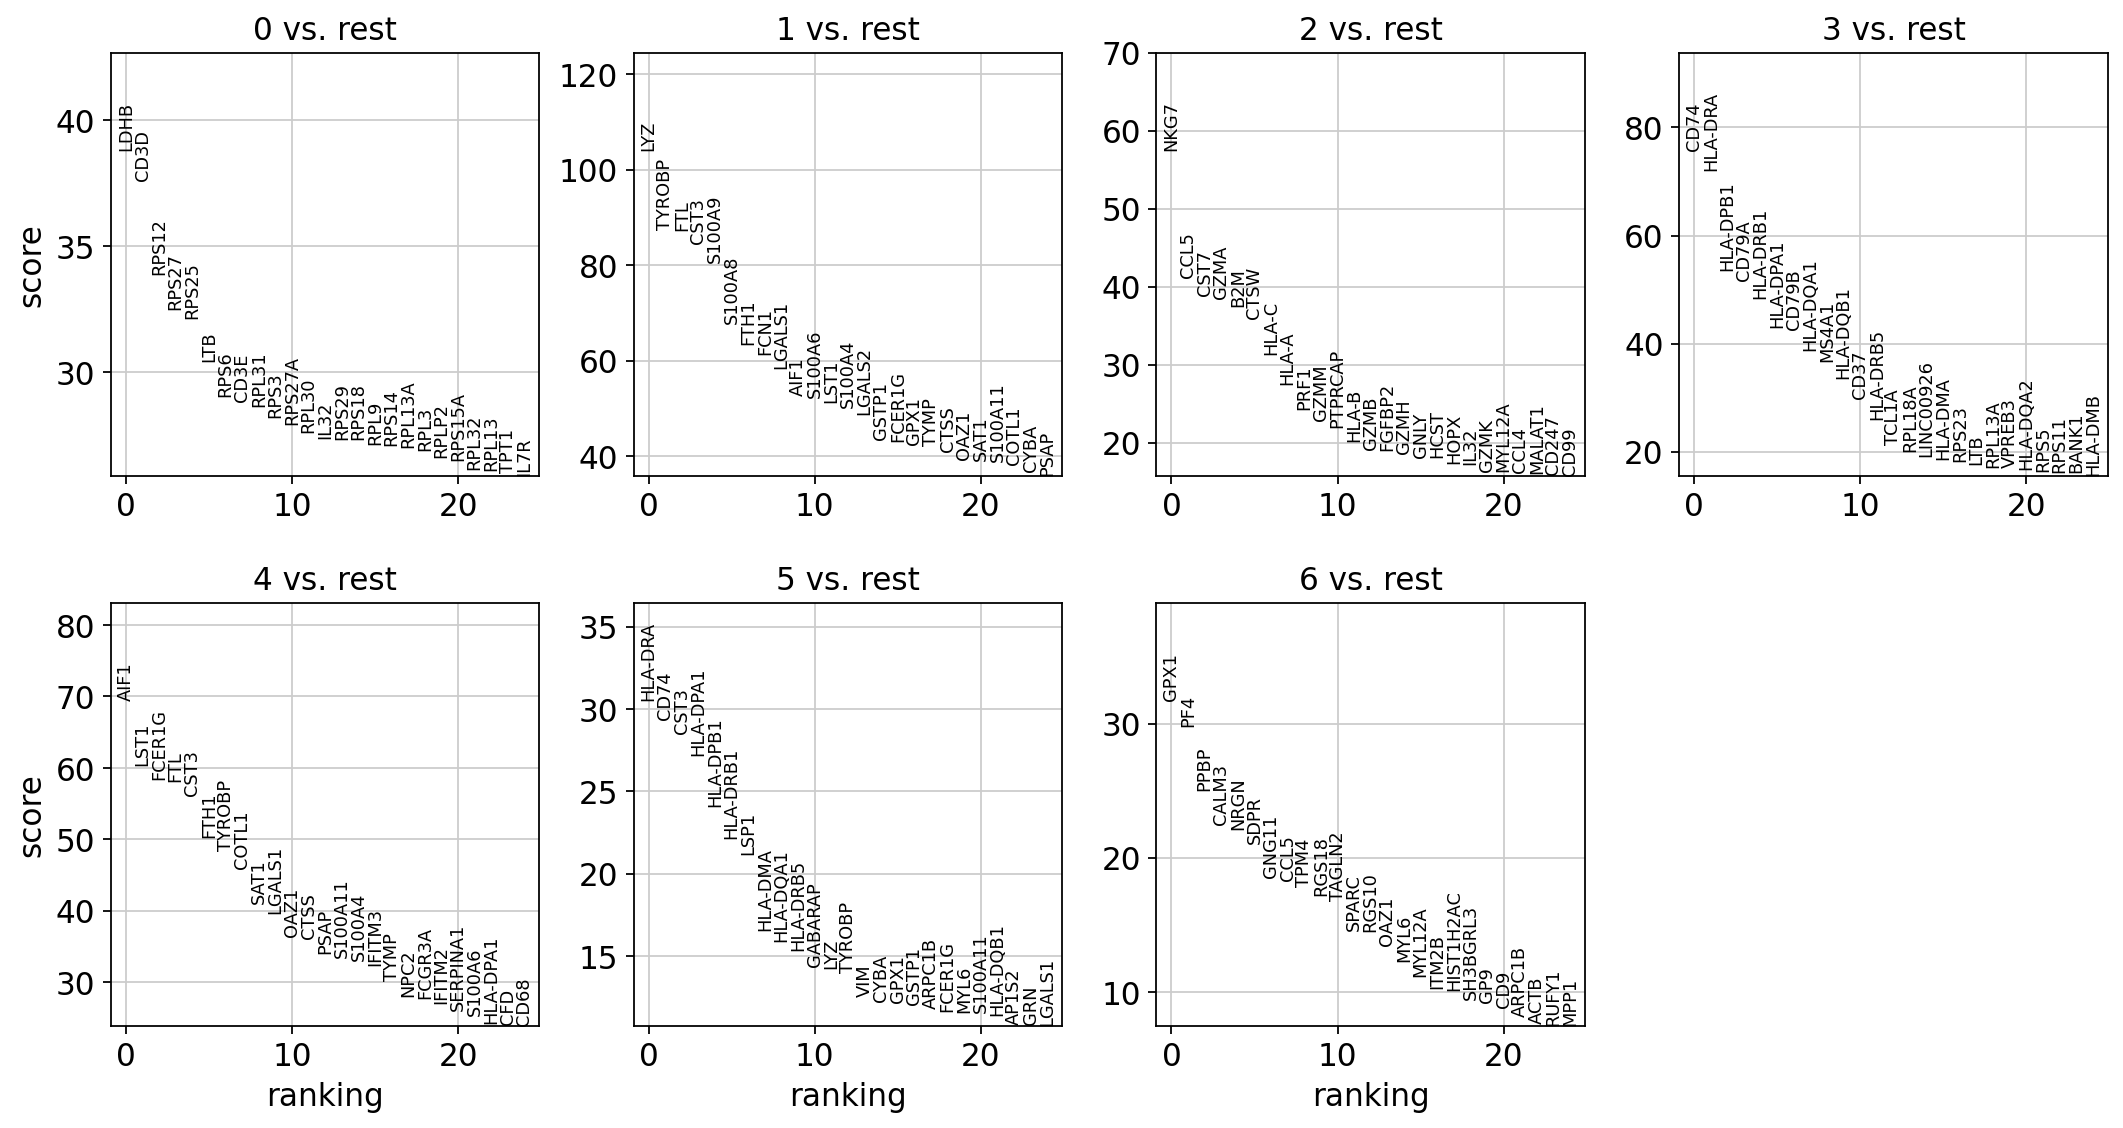 0 vs. rest
1 vs. rest
2 vs. rest
3 vs. rest
score
40
35
30
0
10
20
LDHB
CD3D
RPS12
RPS27
RPS25
LTB
RPS6
CD3E
RPL31
RPS3
RPS27A
RPL30
IL32
RPS29
RPS18
RPL9
RPS14
RPL13A
RPL3
RPLP2
RPS15A
RPL32
RPL13
TPT1
IL7R
120
100
80
60
40
0
10
20
LYZ
TYROBP
FTL
CST3
S100A9
S100A8
FTH1
FCN1
LGALS1
AIF1
S100A6
LST1
S100A4
LGALS2
GSTP1
FCER1G
GPX1
TYMP
CTSS
OAZ1
SAT1
S100A11
COTL1
CYBA
PSAP
70
60
50
40
30
20
0
10
20
NKG7
CCL5
CST7
GZMA
B2M
CTSW
HLA-C
HLA-A
PRF1
GZMM
PTPRCAP
HLA-B
GZMB
FGFBP2
GZMH
GNLY
HCST
HOPX
IL32
GZMK
MYL12A
CCL4
MALAT1
CD247
CD99
80
60
40
20
0
10
20
CD74
HLA-DRA
HLA-DPB1
CD79A
HLA-DRB1
HLA-DPA1
CD79B
HLA-DQA1
MS4A1
HLA-DQB1
CD37
HLA-DRB5
TCL1A
RPL18A
LINC00926
HLA-DMA
RPS23
LTB
RPL13A
VPREB3
HLA-DQA2
RPS5
RPS11
BANK1
HLA-DMB
4 vs. rest
5 vs. rest
6 vs. rest
score
80
70
60
50
40
30
0
10
20
ranking
AIF1
LST1
FCER1G
FTL
CST3
FTH1
TYROBP
COTL1
SAT1
LGALS1
OAZ1
CTSS
PSAP
S100A11
S100A4
IFITM3
TYMP
NPC2
FCGR3A
IFITM2
SERPINA1
S100A6
HLA-DPA1
CFD
CD68
35
30
25
20
15
0
10
20
ranking
HLA-DRA
CD74
CST3
HLA-DPA1
HLA-DPB1
HLA-DRB1
LSP1
HLA-DMA
HLA-DQA1
HLA-DRB5
GABARAP
LYZ
TYROBP
VIM
CYBA
GPX1
GSTP1
ARPC1B
FCER1G
MYL6
S100A11
HLA-DQB1
AP1S2
GRN
LGALS1
30
20
10
0
10
20
ranking
GPX1
PF4
PPBP
CALM3
NRGN
SDPR
GNG11
CCL5
TPM4
RGS18
TAGLN2
SPARC
RGS10
OAZ1
MYL6
MYL12A
ITM2B
HIST1H2AC
SH3BGRL3
GP9
CD9
ARPC1B
ACTB
RUFY1
MPP1